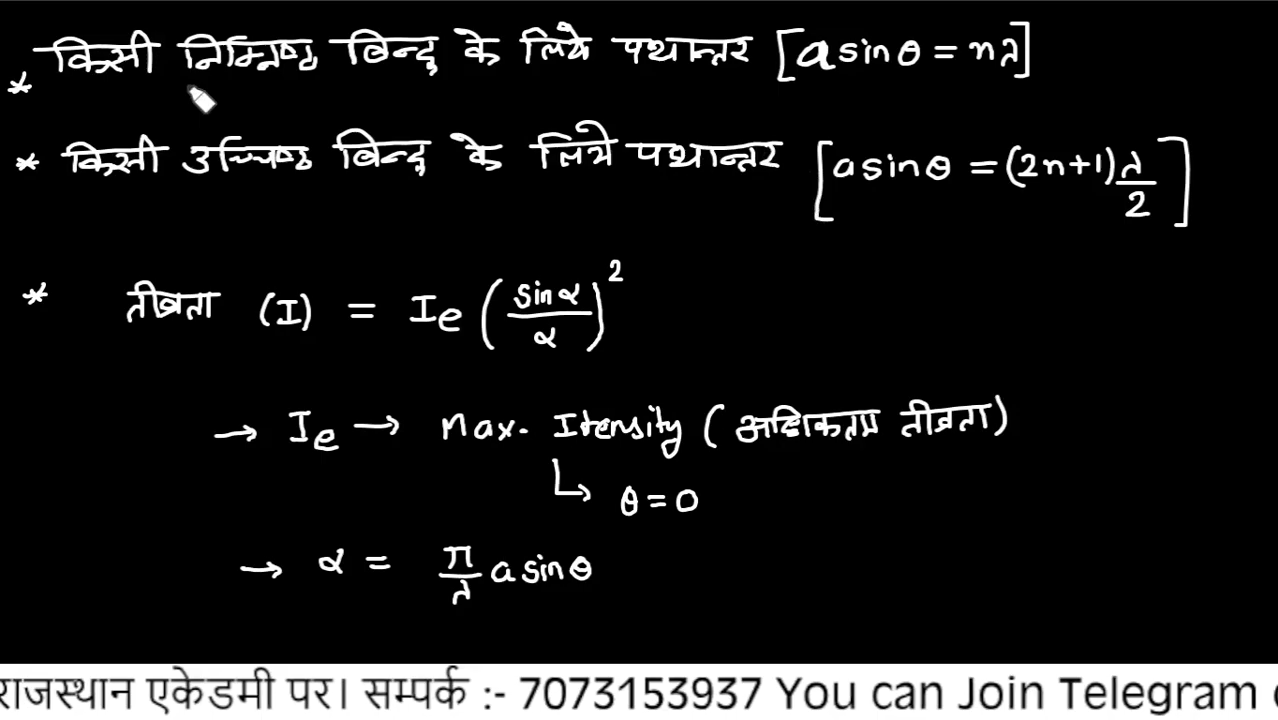 * किसी निम्निष्ठ बिन्दु के लिये पथान्तर [a sinθ = nλ]
* किसी उच्चिष्ठ बिन्दु के लिये पथान्तर [a sinθ = (2n+1) λ/2]
* तीव्रता (I) = Ie (sinα/α)²
→ Ie → Max. Itensity (अधिकतम तीव्रता)
↳ θ = 0
→ α = π/λ a sinθ
राजस्थान एकेडमी पर। सम्पर्क :- 7073153937 You can Join Telegram